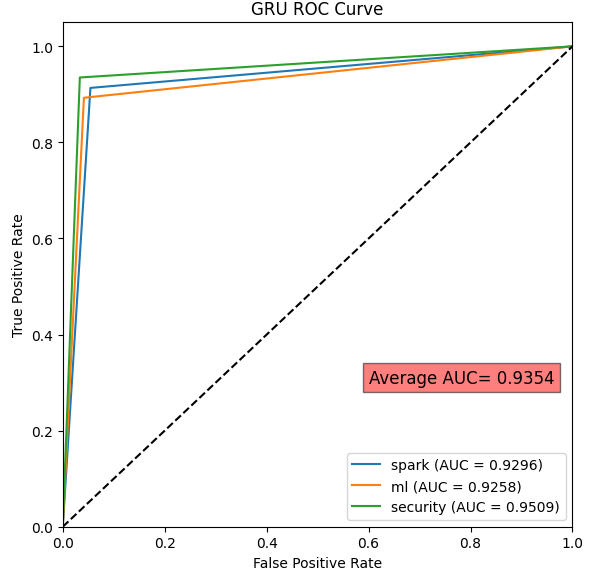 GRU ROC Curve
True Positive Rate
1.0
0.8
0.6
0.4
0.2
0.0
Average AUC= 0.9354
spark (AUC = 0.9296)
ml (AUC = 0.9258)
security (AUC = 0.9509)
0.0 0.2 0.4 0.6 0.8 1.0
False Positive Rate